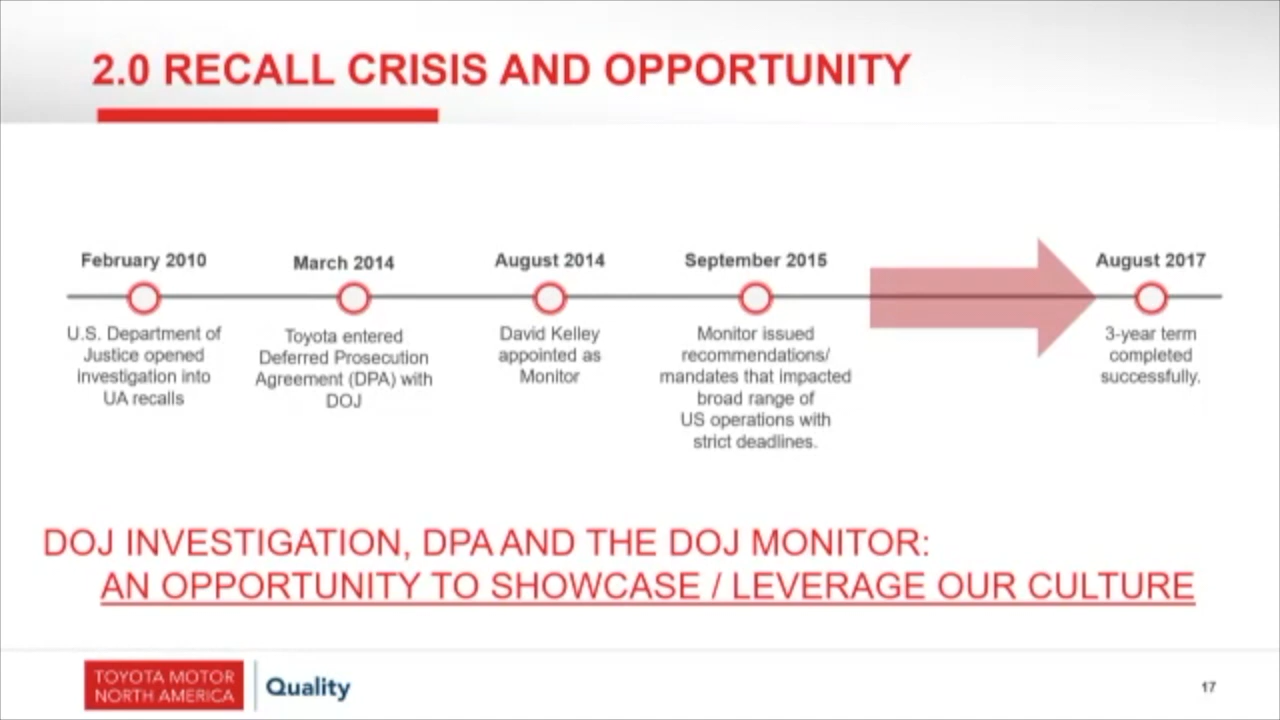 2.0 RECALL CRISIS AND OPPORTUNITY
February 2010
U.S. Department of
Justice opened
investigation into
UA recalls
March 2014
Toyota entered
Deferred Prosecution
Agreement (DPA) with
DOJ
August 2014
David Kelley
appointed as
Monitor
September 2015
Monitor issued
recommendations/
mandates that impacted
broad range of
US operations with
strict deadlines.
August 2017
3-year term
completed
successfully.
DOJ INVESTIGATION, DPA AND THE DOJ MONITOR:
AN OPPORTUNITY TO SHOWCASE / LEVERAGE OUR CULTURE
TOYOTA MOTOR
NORTH AMERICA
Quality
17